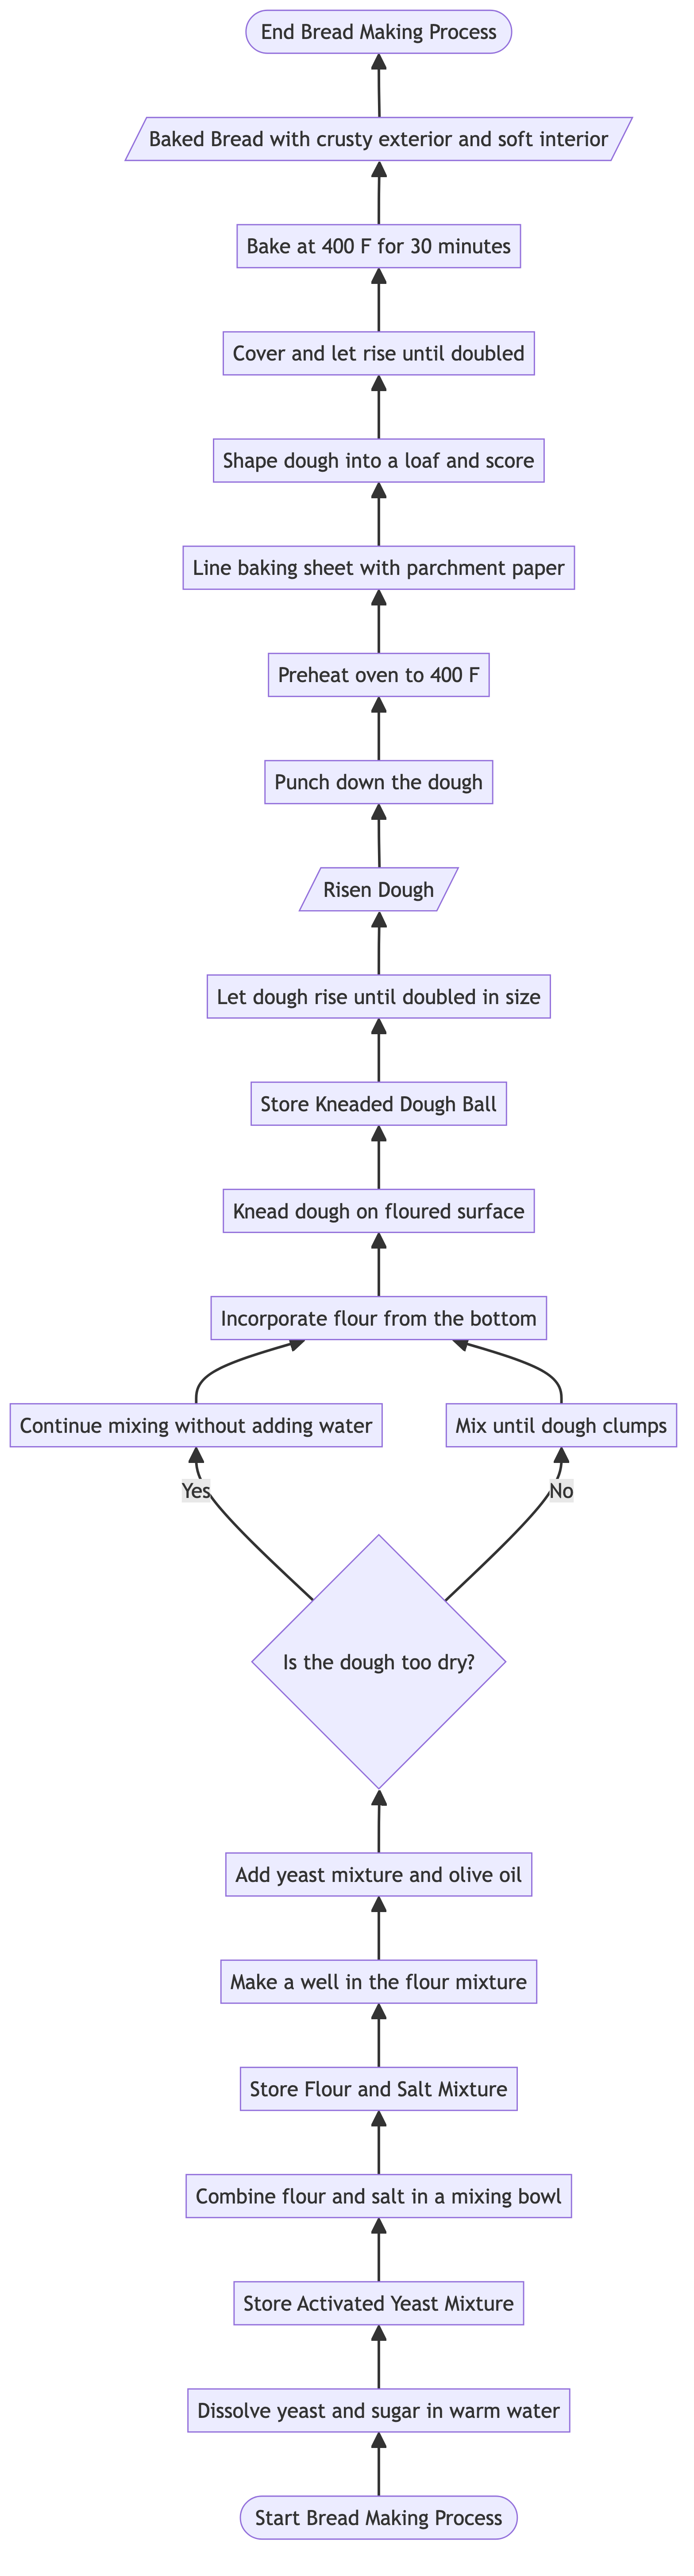 End Bread Making Process
Baked Bread with crusty exterior and soft interior
Bake at 400 F for 30 minutes
Cover and let rise until doubled
Shape dough into a loaf and score
Line baking sheet with parchment paper
Preheat oven to 400 F
Punch down the dough
Risen Dough
Let dough rise until doubled in size
Store Kneaded Dough Ball
Knead dough on floured surface
Incorporate flour from the bottom
Continue mixing without adding water
Mix until dough clumps
Yes
No
Is the dough too dry?
Add yeast mixture and olive oil
Make a well in the flour mixture
Store Flour and Salt Mixture
Combine flour and salt in a mixing bowl
Store Activated Yeast Mixture
Dissolve yeast and sugar in warm water
Start Bread Making Process